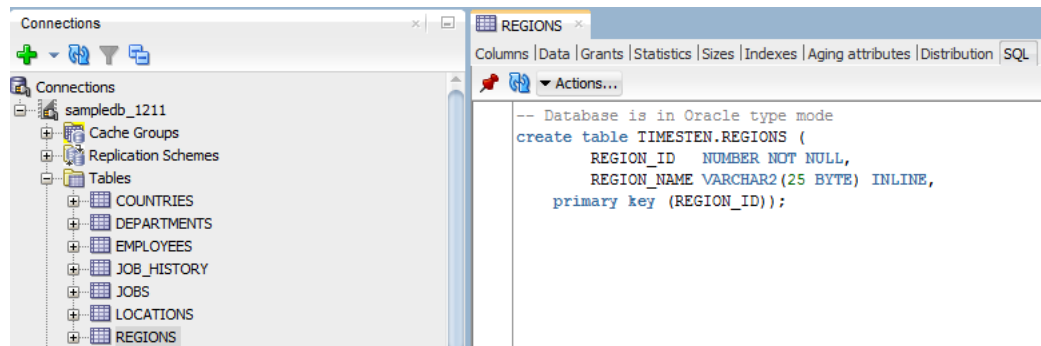 Connections
Connections
sampledb_1211
Cache Groups
Replication Schemes
Tables
COUNTRIES
DEPARTMENTS
EMPLOYEES
JOB_HISTORY
JOBS
LOCATIONS
REGIONS
REGIONS
Columns |Data |Grants |Statistics |Sizes |Indexes |Aging attributes |Distribution |SQL
Actions...
-- Database is in Oracle type mode
create table TIMESTEN.REGIONS (
REGION_ID NUMBER NOT NULL,
REGION_NAME VARCHAR2(25 BYTE) INLINE,
primary key (REGION_ID));